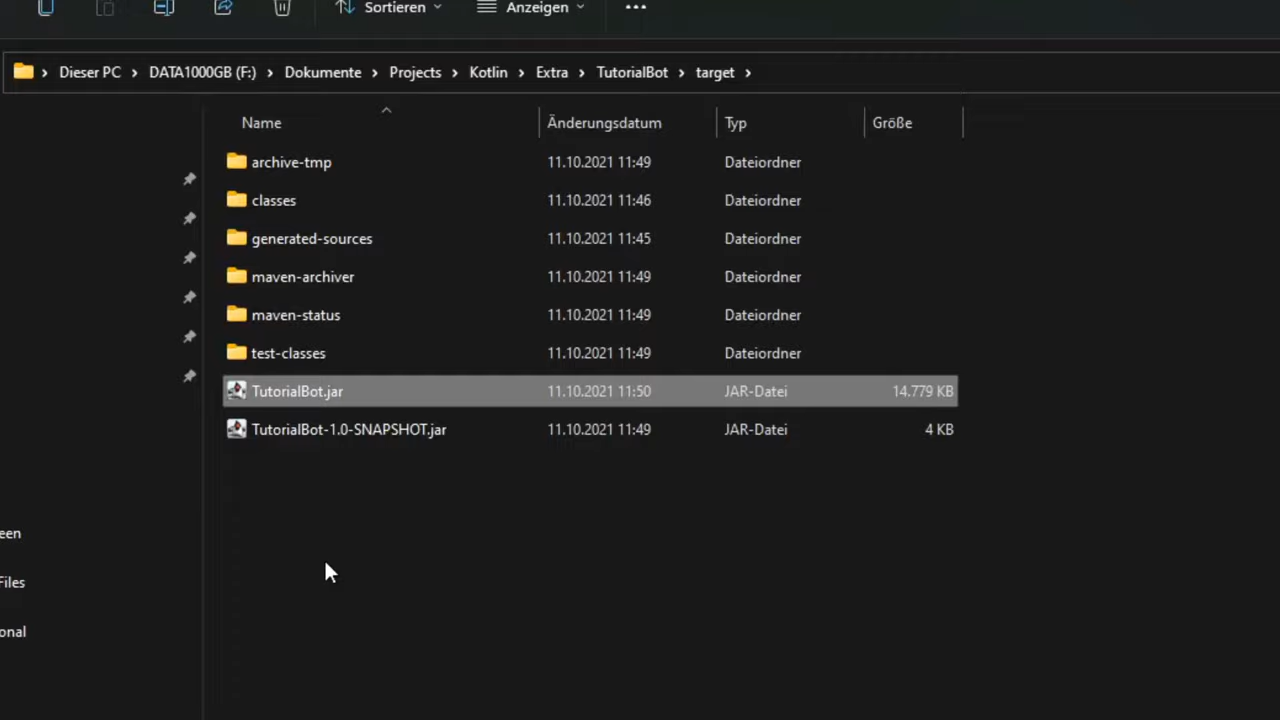 Sortieren Anzeigen
Dieser PC DATA1000GB (F:) Dokumente Projects Kotlin Extra TutorialBot target
Name Änderungsdatum Typ Größe
archive-tmp 11.10.2021 11:49 Dateiordner
classes 11.10.2021 11:46 Dateiordner
generated-sources 11.10.2021 11:45 Dateiordner
maven-archiver 11.10.2021 11:49 Dateiordner
maven-status 11.10.2021 11:49 Dateiordner
test-classes 11.10.2021 11:49 Dateiordner
TutorialBot.jar 11.10.2021 11:50 JAR-Datei 14.779 KB
TutorialBot-1.0-SNAPSHOT.jar 11.10.2021 11:49 JAR-Datei 4 KB
een
Files
onal